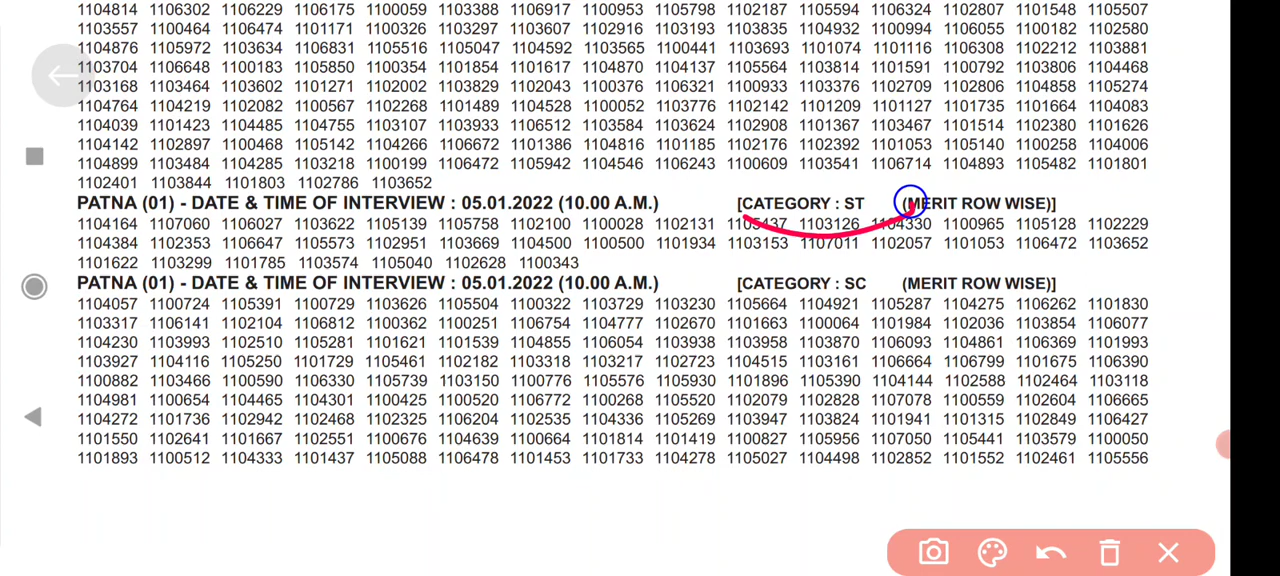 1104814 1106302 1106229 1106175 1100059 1103388 1106917 1100953 1105798 1102187 1105594 1106324 1102807 1101548 1105507
1103557 1100464 1106474 1101171 1100326 1103297 1103607 1102916 1103193 1103835 1104932 1100994 1106055 1100182 1102580
1104876 1105972 1103634 1106831 1105516 1105047 1104592 1103565 1100441 1103693 1101074 1101116 1106308 1102212 1103881
1103704 1106648 1100183 1105850 1100354 1101854 1101617 1104870 1104137 1105564 1103814 1101591 1100792 1103806 1104468
1103168 1103464 1103602 1101271 1102002 1103829 1102043 1100376 1106321 1100933 1103376 1102709 1102806 1104858 1105274
1104764 1104219 1102082 1100567 1102268 1101489 1104528 1100052 1103776 1102142 1101209 1101127 1101735 1101664 1104083
1104039 1101423 1104485 1104755 1103107 1103933 1106512 1103584 1103624 1102908 1101367 1103467 1101514 1102380 1101626
1104142 1102897 1100468 1105142 1104266 1106672 1101386 1104816 1101185 1102176 1102392 1101053 1105140 1100258 1104006
1104899 1103484 1104285 1103218 1100199 1106472 1105942 1104546 1106243 1100609 1103541 1106714 1104893 1105482 1101801
1102401 1103844 1101803 1102786 1103652
PATNA (01) - DATE & TIME OF INTERVIEW : 05.01.2022 (10.00 A.M.) [CATEGORY : ST (MERIT ROW WISE)]
1104164 1107060 1106027 1103622 1105139 1105758 1102100 1100028 1102131 1105437 1103126 1104330 1100965 1105128 1102229
1104384 1102353 1106647 1105573 1102951 1103669 1104500 1100500 1101934 1103153 1107011 1102057 1101053 1106472 1103652
1101622 1103299 1101785 1103574 1105040 1102628 1100343
PATNA (01) - DATE & TIME OF INTERVIEW : 05.01.2022 (10.00 A.M.) [CATEGORY : SC (MERIT ROW WISE)]
1104057 1100724 1105391 1100729 1103626 1105504 1100322 1103729 1103230 1105664 1104921 1105287 1104275 1106262 1101830
1103317 1106141 1102104 1106812 1100362 1100251 1106754 1104777 1102670 1101663 1100064 1101984 1102036 1103854 1106077
1104230 1103993 1102510 1105281 1101621 1101539 1104855 1106054 1103938 1103958 1103870 1106093 1104861 1106369 1101993
1103927 1104116 1105250 1101729 1105461 1102182 1103318 1103217 1102723 1104515 1103161 1106664 1106799 1101675 1106390
1100882 1103466 1100590 1106330 1105739 1103150 1100776 1105576 1105930 1101896 1105390 1104144 1102588 1102464 1103118
1104981 1100654 1104465 1104301 1100425 1100520 1106772 1100268 1105520 1102079 1102828 1107078 1100559 1102604 1106665
1104272 1101736 1102942 1102468 1102325 1106204 1102535 1104336 1105269 1103947 1103824 1101941 1101315 1102849 1106427
1101550 1102641 1101667 1102551 1100676 1104639 1100664 1101814 1101419 1100827 1105956 1107050 1105441 1103579 1100050
1101893 1100512 1104333 1101437 1105088 1106478 1101453 1101733 1104278 1105027 1104498 1102852 1101552 1102461 1105556